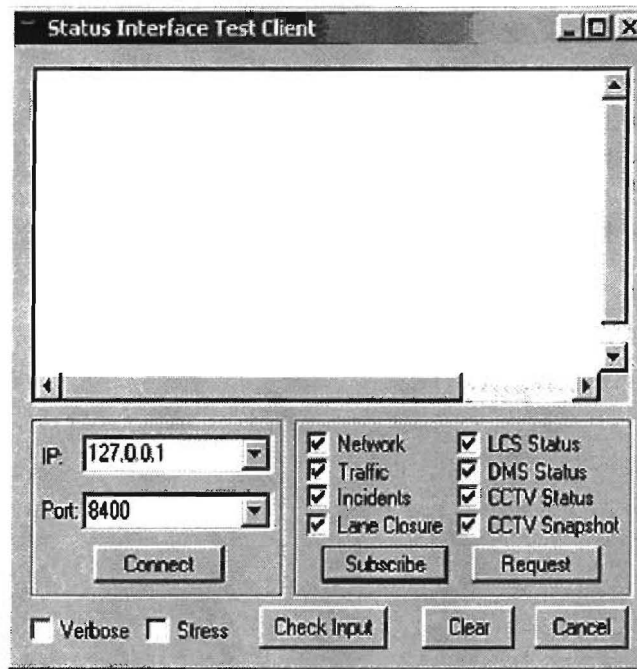 Status Interface Test Client
IP: 127.0.0.1
Port: 8400
Connect
Network
Traffic
Incidents
Lane Closure
LCS Status
DMS Status
CCTV Status
CCTV Snapshot
Subscribe
Request
Verbose
Stress
Check Input
Clear
Cancel